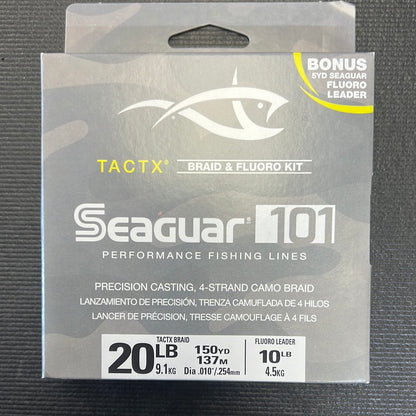 BONUS
5YD SEAGUAR
FLUORO
LEADER
TACTX® BRAID & FLUORO KIT
Seaguar® 101
PERFORMANCE FISHING LINES
PRECISION CASTING, 4-STRAND CAMO BRAID
LANZAMIENTO DE PRECISIÓN, TRENZA CAMUFLADA DE 4 HILOS
LANCER DE PRÉCISION, TRESSE CAMOUFLAGE À 4 FILS
TACTX BRAID FLUORO LEADER
20LB 150YD 10LB
9.1KG 137M 4.5KG
Dia .010"/.254mm